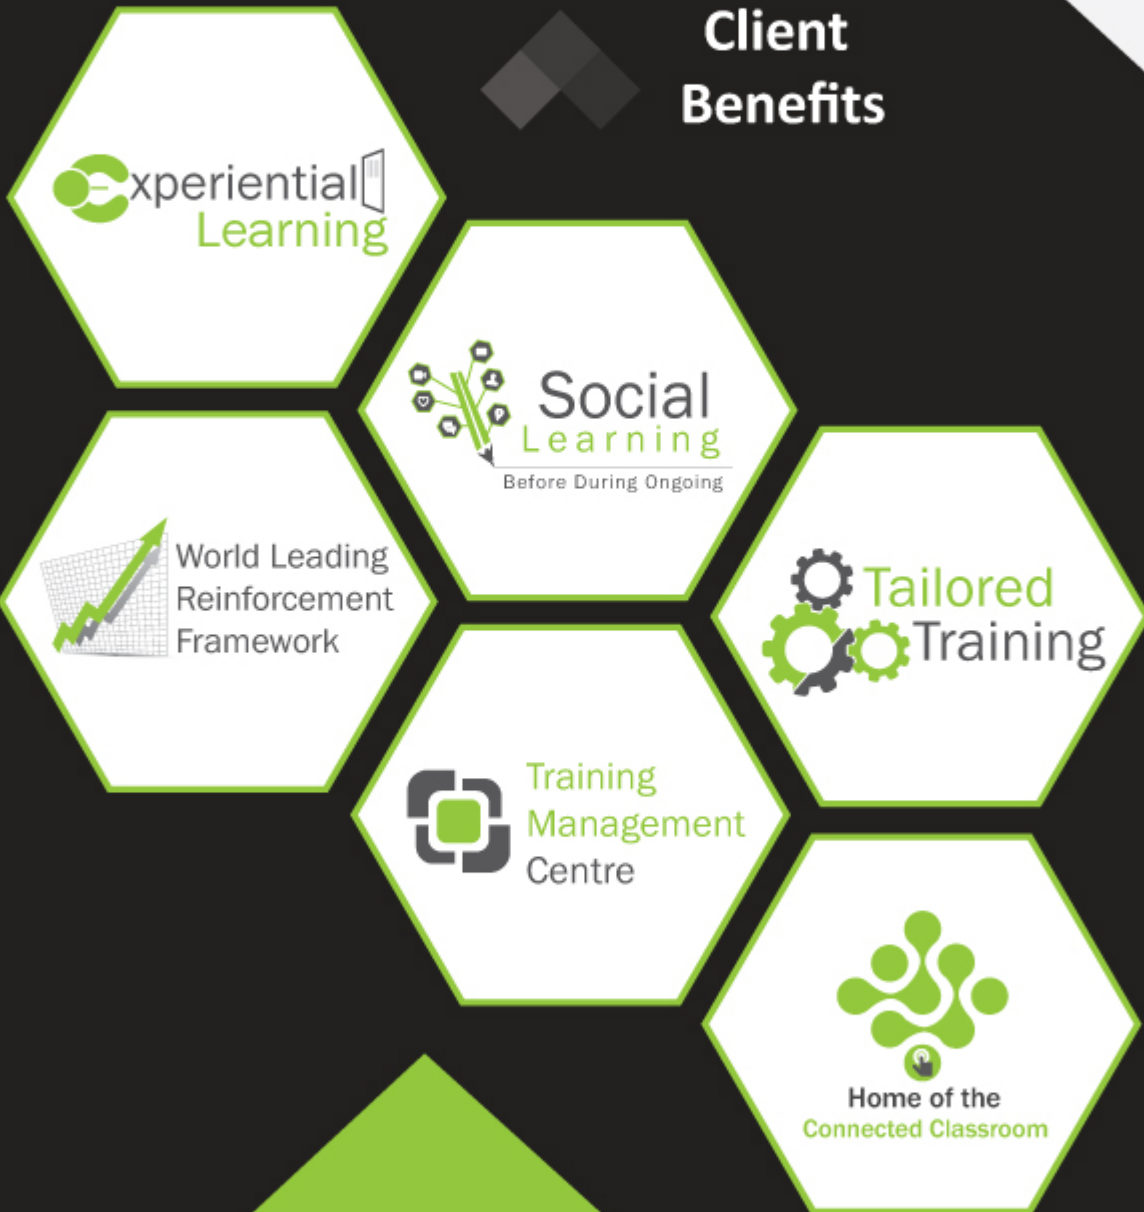 Client
Benefits
Experiential
Learning
Social
Learning
Before During Ongoing
World Leading
Reinforcement
Framework
Tailored
Training
Training
Management
Centre
Home of the
Connected Classroom